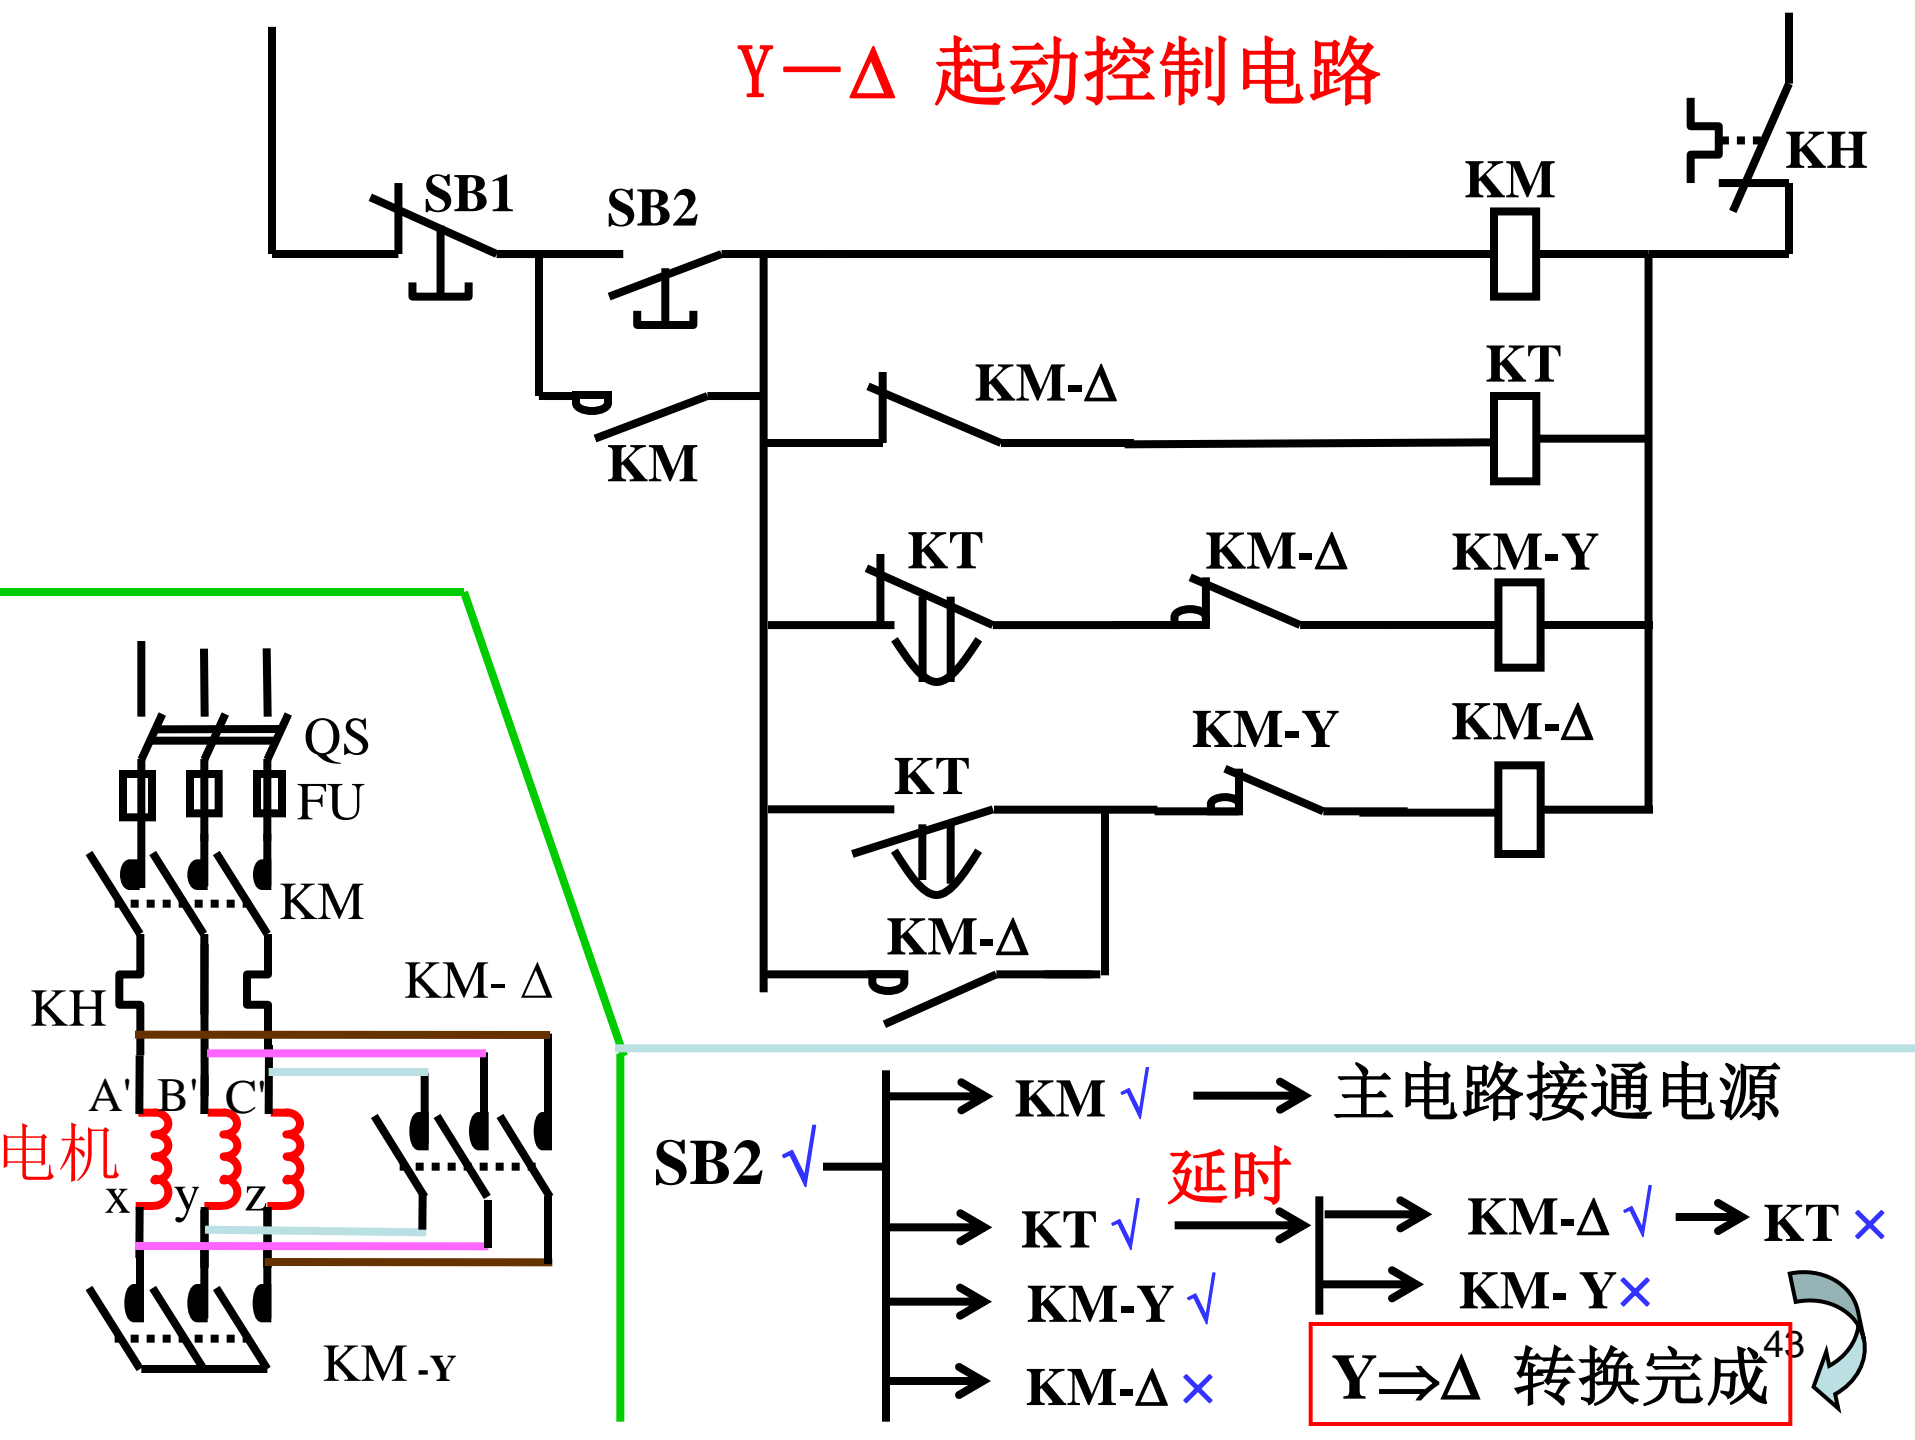 Y－Δ 起动控制电路
KH
SB1
SB2
KM
KT
KM-Δ
KM
KT
KM-Δ
KM-Y
KM-Y
KM-Δ
KT
KM-Δ
QS
FU
KM
KH
KM- Δ
A' B' C'
电机
x y z
KM -Y
SB2 √
KM √ 主电路接通电源
延时
KT √ KM-Δ √ KT ×
KM-Y √ KM- Y×
KM-Δ ×
Y⇒Δ 转换完成
43